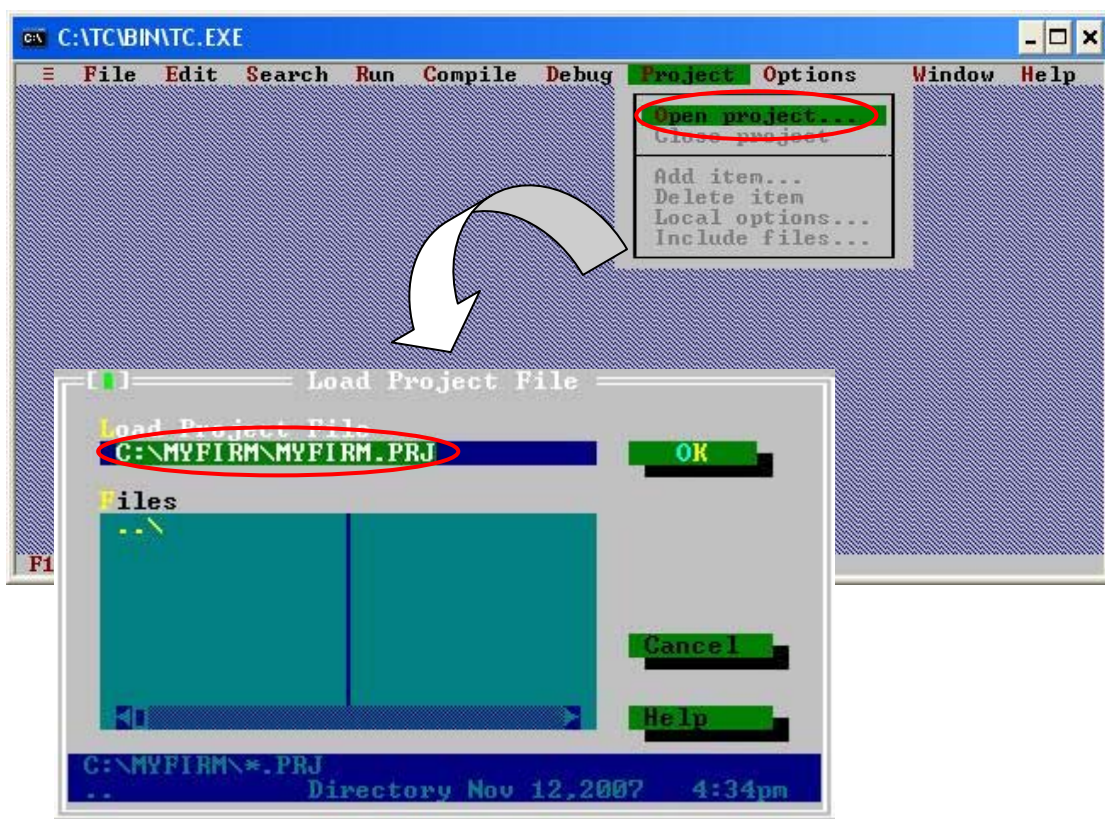 C:\TC\BIN\TC.EXE
≡ File Edit Search Run Compile Debug Project Options Window Help
Open project...
Close project
Add item...
Delete item
Local options...
Include files...
Load Project File
Load Project File
C:\MYFIRM\MYFIRM.PRJ
OK
Files
..\
F1
Cancel
Help
C:\MYFIRM\*.PRJ
.. Directory Nov 12,2007 4:34pm